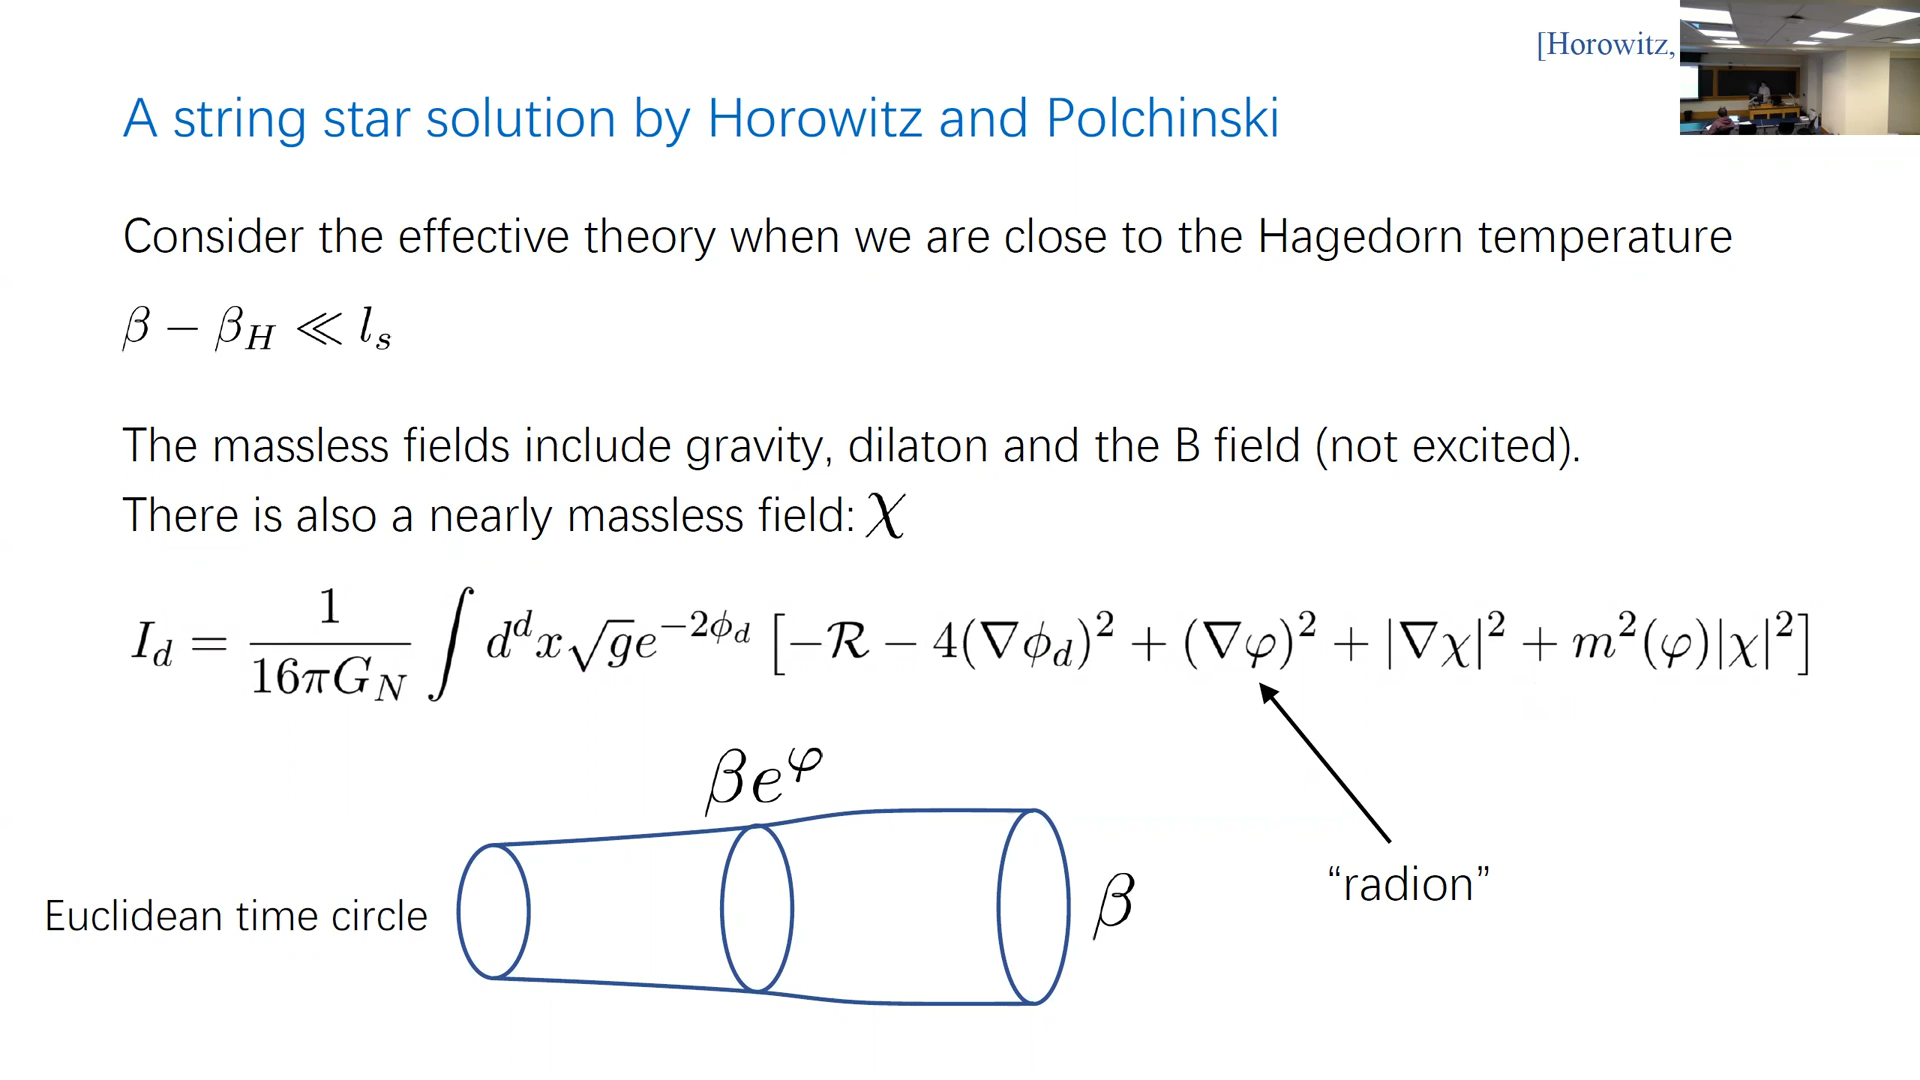 [Horowitz,
A string star solution by Horowitz and Polchinski
Consider the effective theory when we are close to the Hagedorn temperature
β − β_H ≪ l_s
The massless fields include gravity, dilaton and the B field (not excited).
There is also a nearly massless field: χ
I_d = \frac{1}{16πG_N} ∫ d^d x √g e^{−2ϕ_d} [−ℛ − 4(∇ϕ_d)^2 + (∇φ)^2 + |∇χ|^2 + m^2(φ)|χ|^2]
βe^φ
“radion”
Euclidean time circle
β